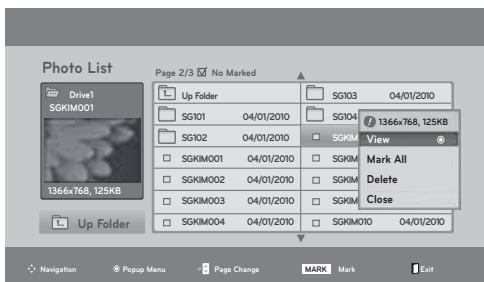 Photo List
Page 2/3 No Marked
Drive1
SGKIM001
1366x768, 125KB
Up Folder
Up Folder
SG101 04/01/2010
SG102 04/01/2010
SGKIM001 04/01/2010
SGKIM002 04/01/2010
SGKIM003 04/01/2010
SGKIM004 04/01/2010
SG103 04/01/2010
SG104
SGKIM
SGKIM
SGKIM
SGKIM
SGKIM010 04/01/2010
1366x768, 125KB
View
Mark All
Delete
Close
Navigation Popup Menu Page Change MARK Mark Exit